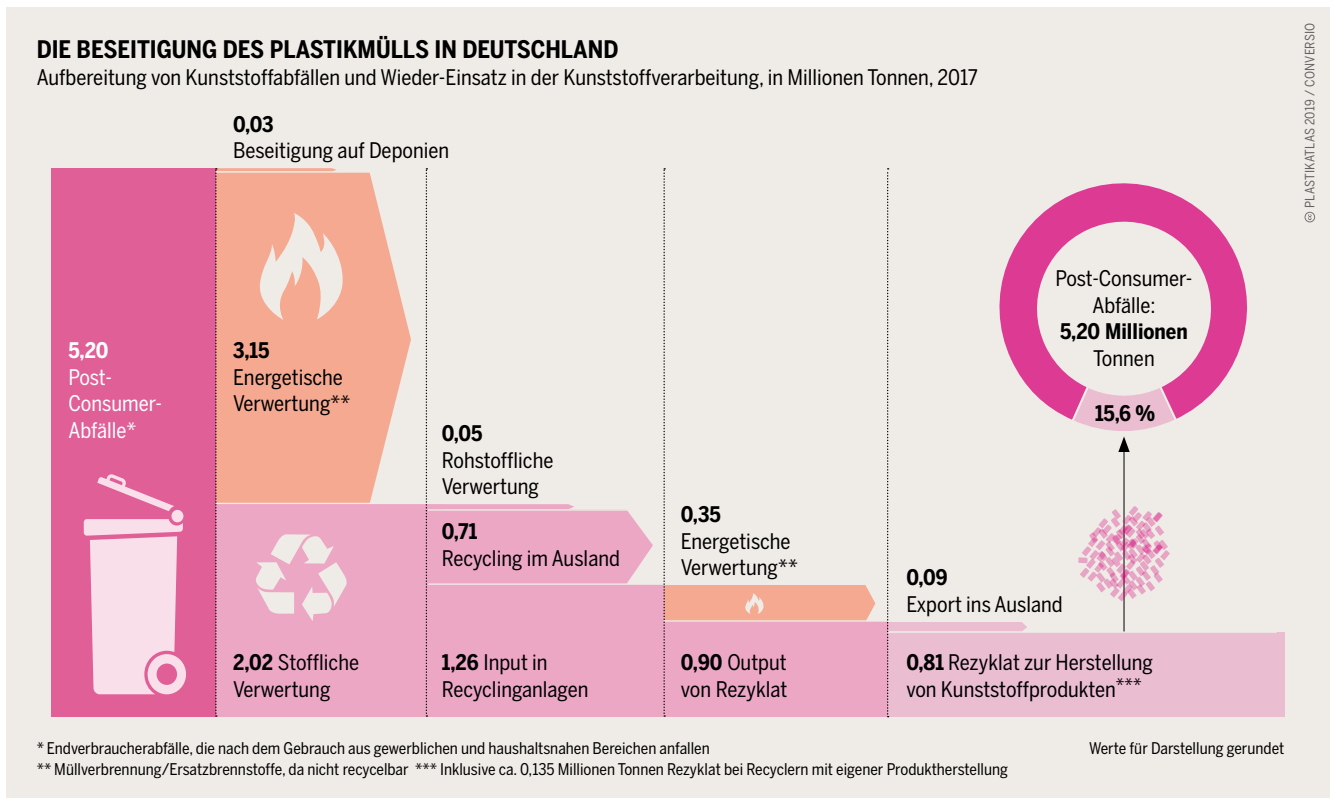 DIE BESEITIGUNG DES PLASTIKMÜLLS IN DEUTSCHLAND
Aufbereitung von Kunststoffabfällen und Wieder-Einsatz in der Kunststoffverarbeitung, in Millionen Tonnen, 2017
0,03
Beseitigung auf Deponien
5,20
Post-
Consumer-
Abfälle*
3,15
Energetische
Verwertung**
2,02 Stoffliche
Verwertung
0,05
Rohstoffliche
Verwertung
0,71
Recycling im Ausland
1,26 Input in
Recyclinganlagen
0,35
Energetische
Verwertung**
0,90 Output
von Rezyklat
0,09
Export ins Ausland
0,81 Rezyklat zur Herstellung
von Kunststoffprodukten***
Post-Consumer-
Abfälle:
5,20 Millionen
Tonnen
15,6 %
* Endverbraucherabfälle, die nach dem Gebrauch aus gewerblichen und haushaltsnahen Bereichen anfallen
Werte für Darstellung gerundet
** Müllverbrennung/Ersatzbrennstoffe, da nicht recycelbar *** Inklusive ca. 0,135 Millionen Tonnen Rezyklat bei Recyclern mit eigener Produktherstellung
PLASTIKATLAS 2019 / CONVERSIO